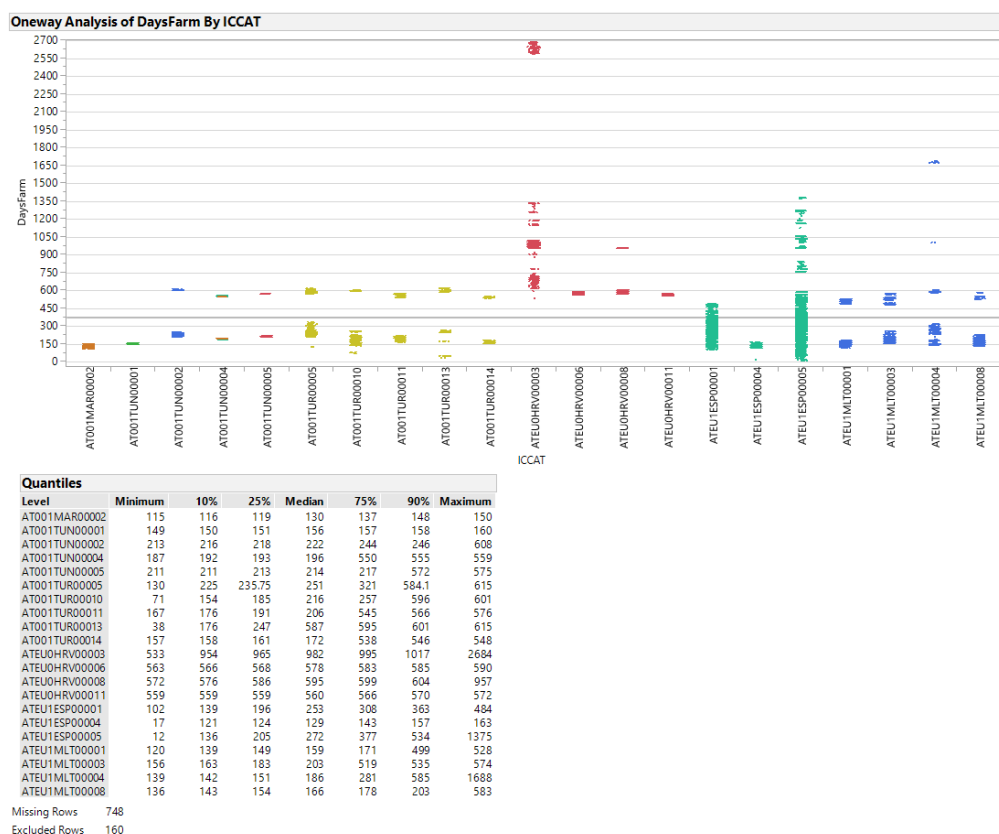 Oneway Analysis of DaysFarm By ICCAT
2700
2550
2400
2250
2100
1950
1800
1650
1500
1350
1200
1050
900
750
600
450
300
150
0
DaysFarm
AT001MAR00002
AT001TUN00001
AT001TUN00002
AT001TUN00004
AT001TUN00005
AT001TUR00005
AT001TUR00010
AT001TUR00011
AT001TUR00013
AT001TUR00014
ATEU0HRV00003
ATEU0HRV00006
ATEU0HRV00008
ATEU0HRV00011
ATEU1ESP00001
ATEU1ESP00004
ATEU1ESP00005
ATEU1MLT00001
ATEU1MLT00003
ATEU1MLT00004
ATEU1MLT00008
ICCAT
Quantiles
Level Minimum 10% 25% Median 75% 90% Maximum
AT001MAR00002 115 116 119 130 137 148 150
AT001TUN00001 149 150 151 156 157 158 160
AT001TUN00002 213 216 218 222 244 246 608
AT001TUN00004 187 192 193 196 550 555 559
AT001TUN00005 211 211 213 214 217 572 575
AT001TUR00005 130 225 235.75 251 321 584.1 615
AT001TUR00010 71 154 185 216 257 596 601
AT001TUR00011 167 176 191 206 545 566 576
AT001TUR00013 38 176 247 587 595 601 615
AT001TUR00014 157 158 161 172 538 546 548
ATEU0HRV00003 533 954 965 982 995 1017 2684
ATEU0HRV00006 563 566 568 578 583 585 590
ATEU0HRV00008 572 576 586 595 599 604 957
ATEU0HRV00011 559 559 559 560 566 570 572
ATEU1ESP00001 102 139 196 253 308 363 484
ATEU1ESP00004 17 121 124 129 143 157 163
ATEU1ESP00005 12 136 205 272 377 534 1375
ATEU1MLT00001 120 139 149 159 171 499 528
ATEU1MLT00003 156 163 183 203 519 535 574
ATEU1MLT00004 139 142 151 186 281 585 1688
ATEU1MLT00008 136 143 154 166 178 203 583
Missing Rows 748
Excluded Rows 160